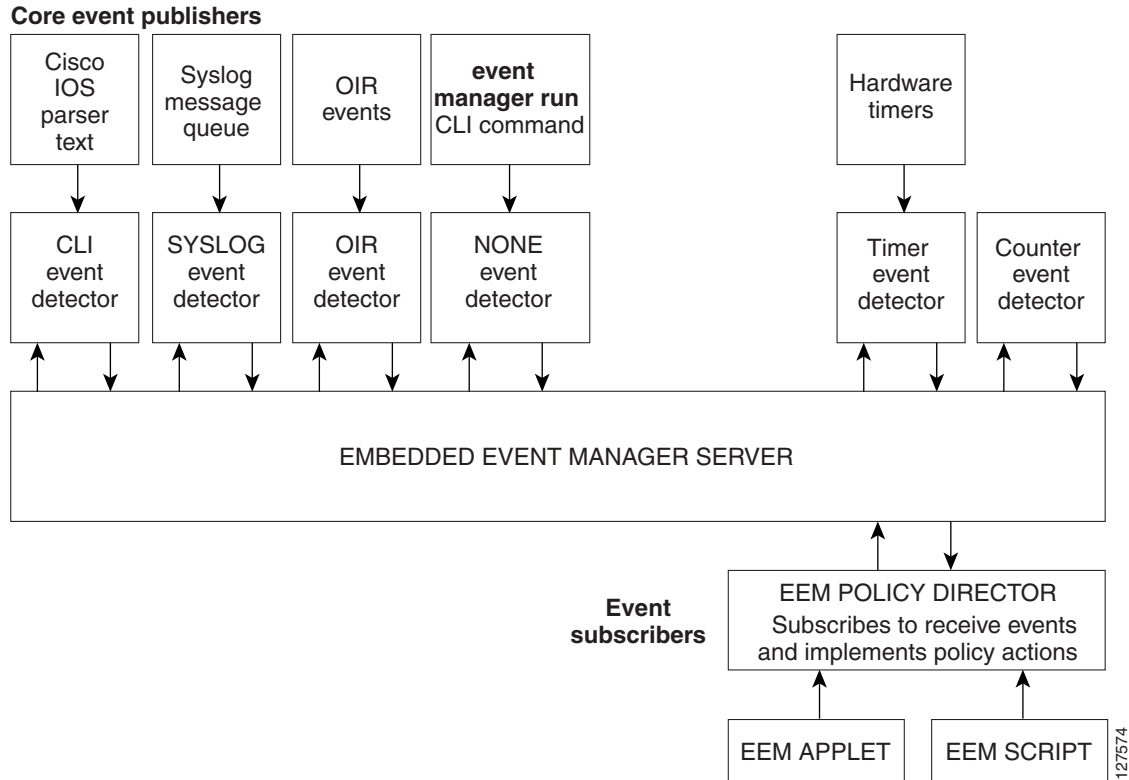 Core event publishers
Cisco
IOS
parser
text
Syslog
message
queue
OIR
events
event
manager run
CLI command
Hardware
timers
CLI
event
detector
SYSLOG
event
detector
OIR
event
detector
NONE
event
detector
Timer
event
detector
Counter
event
detector
EMBEDDED EVENT MANAGER SERVER
Event
subscribers
EEM POLICY DIRECTOR
Subscribes to receive events
and implements policy actions
EEM APPLET
EEM SCRIPT
127574